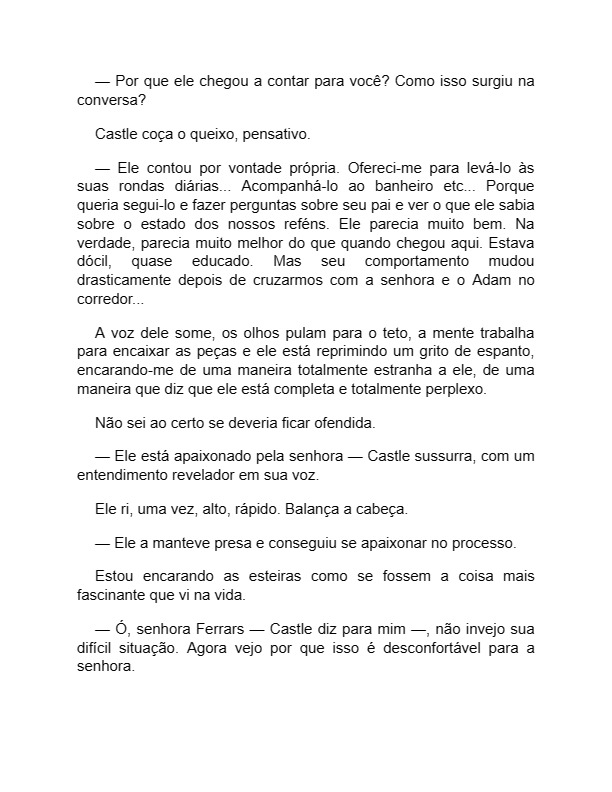 — Por que ele chegou a contar para você? Como isso surgiu na
conversa?
Castle coça o queixo, pensativo.
— Ele contou por vontade própria. Ofereci-me para levá-lo às
suas rondas diárias... Acompanhá-lo ao banheiro etc... Porque
queria segui-lo e fazer perguntas sobre seu pai e ver o que ele sabia
sobre o estado dos nossos reféns. Ele parecia muito bem. Na
verdade, parecia muito melhor do que quando chegou aqui. Estava
dócil, quase educado. Mas seu comportamento mudou
drasticamente depois de cruzarmos com a senhora e o Adam no
corredor...
A voz dele some, os olhos pulam para o teto, a mente trabalha
para encaixar as peças e ele está reprimindo um grito de espanto,
encarando-me de uma maneira totalmente estranha a ele, de uma
maneira que diz que ele está completa e totalmente perplexo.
Não sei ao certo se deveria ficar ofendida.
— Ele está apaixonado pela senhora — Castle sussurra, com um
entendimento revelador em sua voz.
Ele ri, uma vez, alto, rápido. Balança a cabeça.
— Ele a manteve presa e conseguiu se apaixonar no processo.
Estou encarando as esteiras como se fossem a coisa mais
fascinante que vi na vida.
— Ó, senhora Ferrars — Castle diz para mim —, não invejo sua
difícil situação. Agora vejo por que isso é desconfortável para a
senhora.